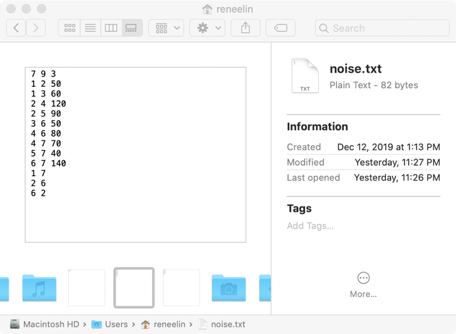 reneelin
Search
7 9 3
1 2 50
1 3 60
2 4 120
2 5 90
3 6 50
4 6 80
4 7 70
5 7 40
6 7 140
1 7
2 6
6 2
TXT
noise.txt
Plain Text - 82 bytes
Information
Created Dec 12, 2019 at 1:13 PM
Modified Yesterday, 11:27 PM
Last opened Yesterday, 11:26 PM
Tags
Add Tags...
More...
Macintosh HD › Users › reneelin › noise.txt